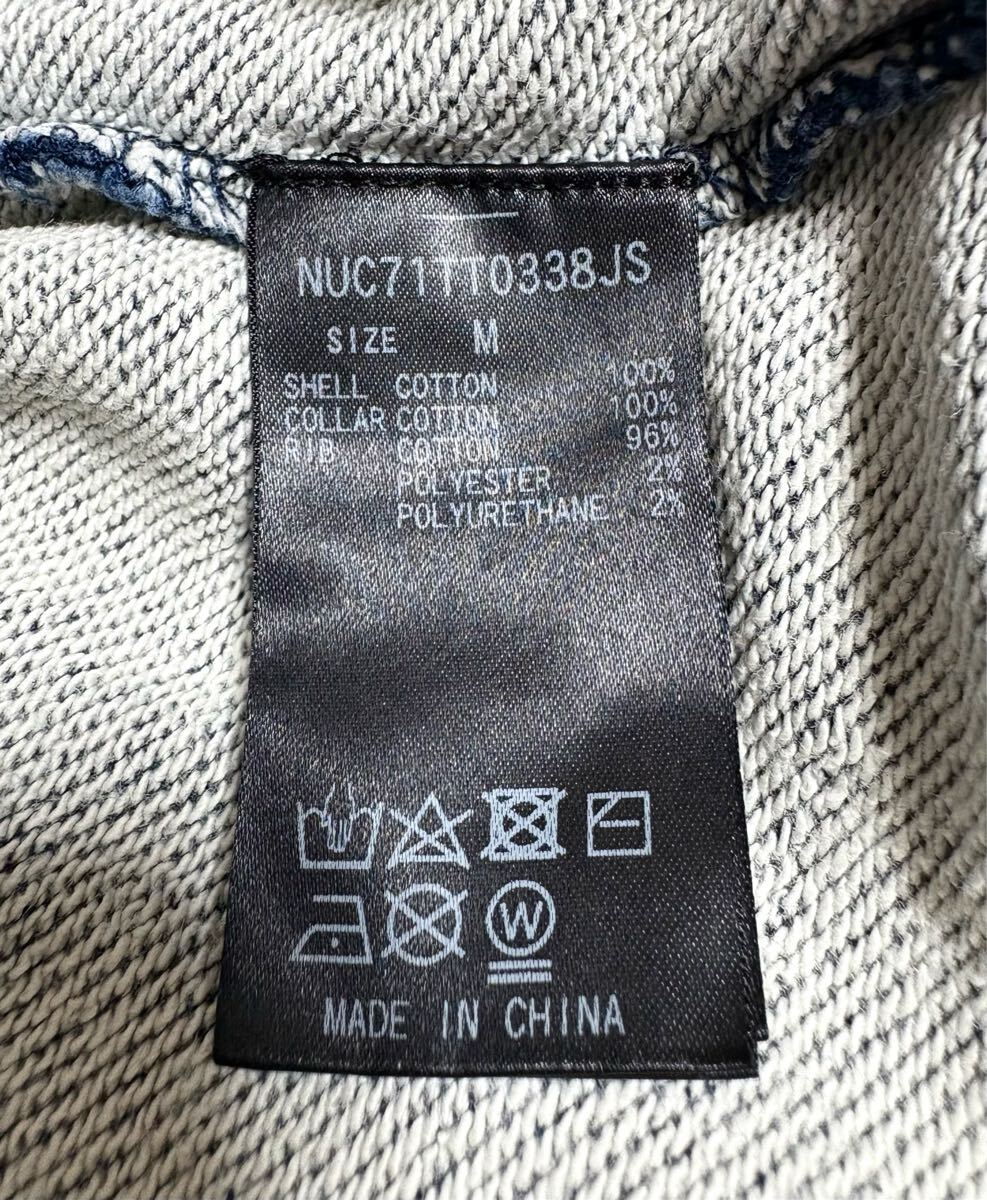 NUC71TT0338JS
SIZE M
SHELL COTTON 100%
COLLAR COTTON 100%
RIB COTTON 96%
POLYESTER 2%
POLYURETHANE 2%
W
MADE IN CHINA